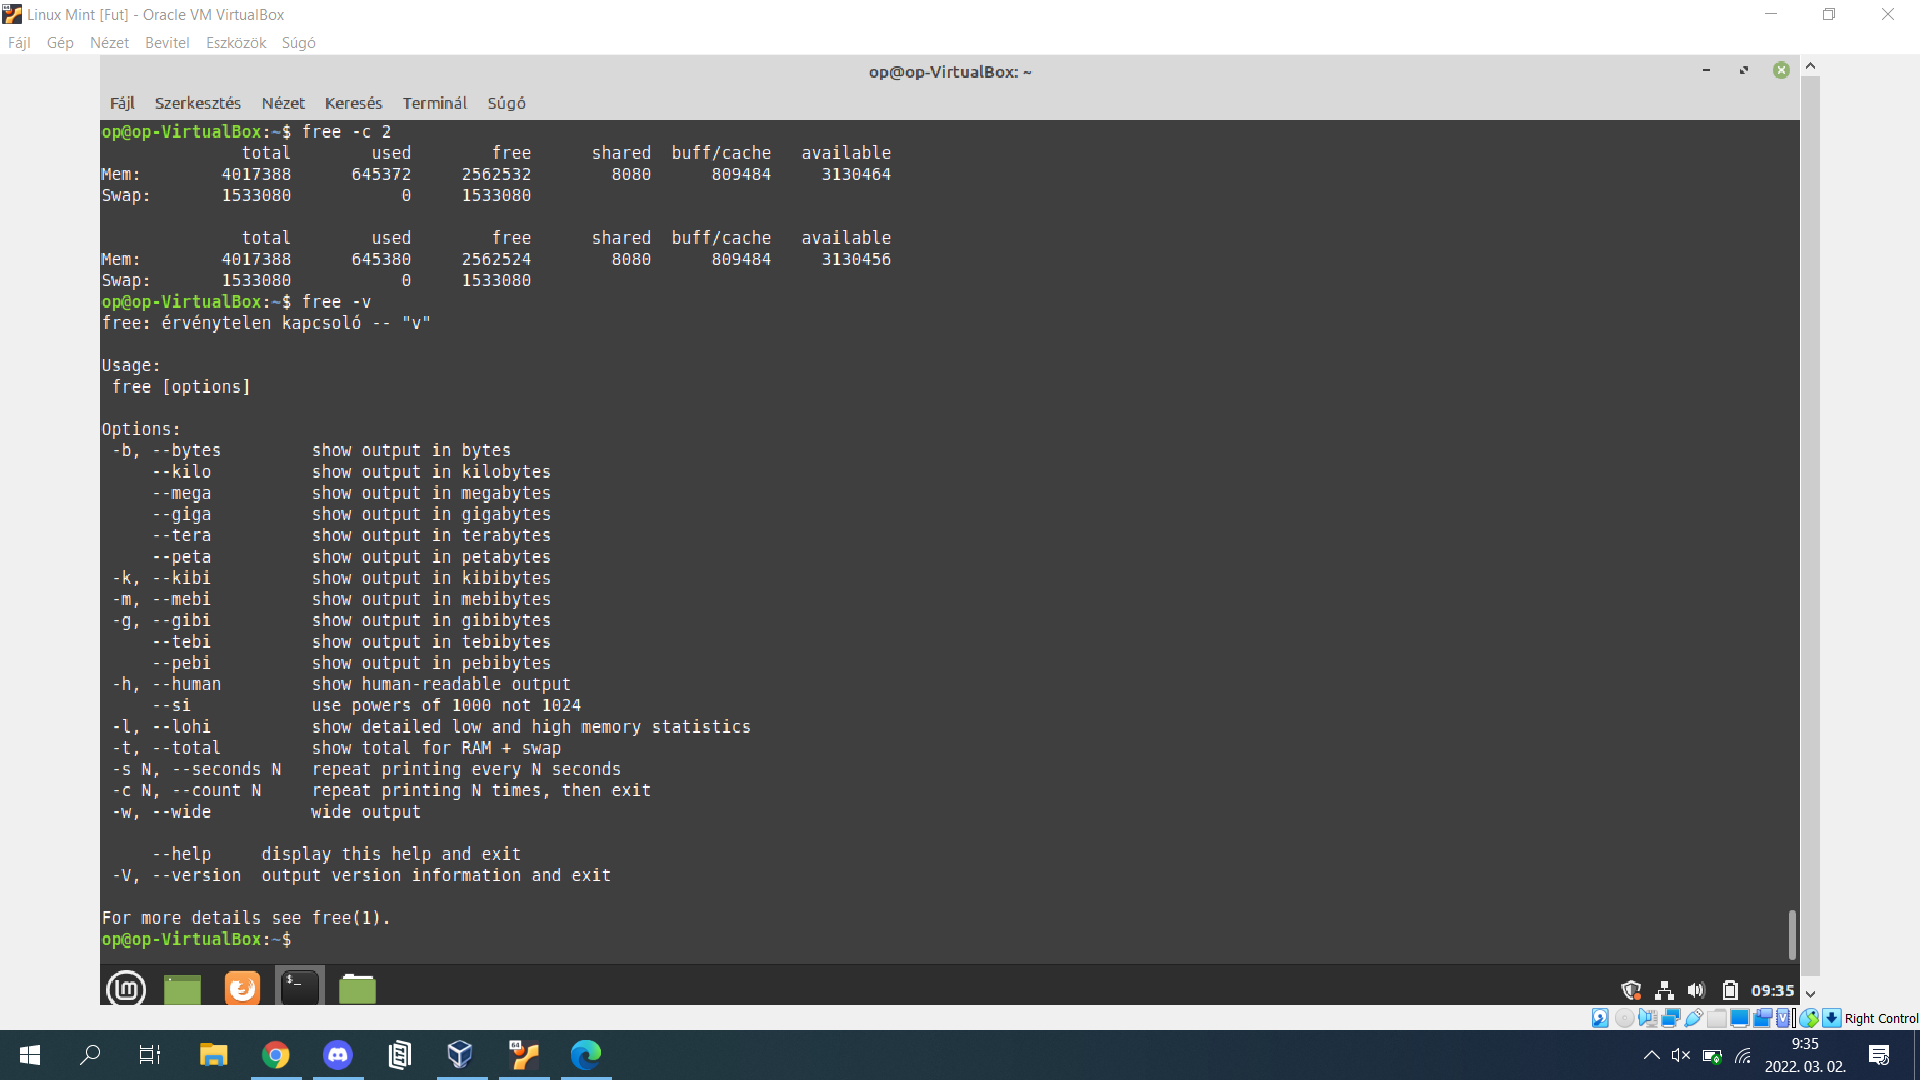 Linux Mint [Fut] - Oracle VM VirtualBox
Fájl Gép Nézet Bevitel Eszközök Súgó
op@op-VirtualBox: ~
Fájl Szerkesztés Nézet Keresés Terminál Súgó
op@op-VirtualBox:~$ free -c 2
total used free shared buff/cache available
Mem: 4017388 645372 2562532 8080 809484 3130464
Swap: 1533080 0 1533080
total used free shared buff/cache available
Mem: 4017388 645380 2562524 8080 809484 3130456
Swap: 1533080 0 1533080
op@op-VirtualBox:~$ free -v
free: érvénytelen kapcsoló -- "v"
Usage:
free [options]
Options:
-b, --bytes show output in bytes
--kilo show output in kilobytes
--mega show output in megabytes
--giga show output in gigabytes
--tera show output in terabytes
--peta show output in petabytes
-k, --kibi show output in kibibytes
-m, --mebi show output in mebibytes
-g, --gibi show output in gibibytes
--tebi show output in tebibytes
--pebi show output in pebibytes
-h, --human show human-readable output
--si use powers of 1000 not 1024
-l, --lohi show detailed low and high memory statistics
-t, --total show total for RAM + swap
-s N, --seconds N repeat printing every N seconds
-c N, --count N repeat printing N times, then exit
-w, --wide wide output
--help display this help and exit
-V, --version output version information and exit
For more details see free(1).
op@op-VirtualBox:~$
09:35
Right Control
9:35
2022. 03. 02.